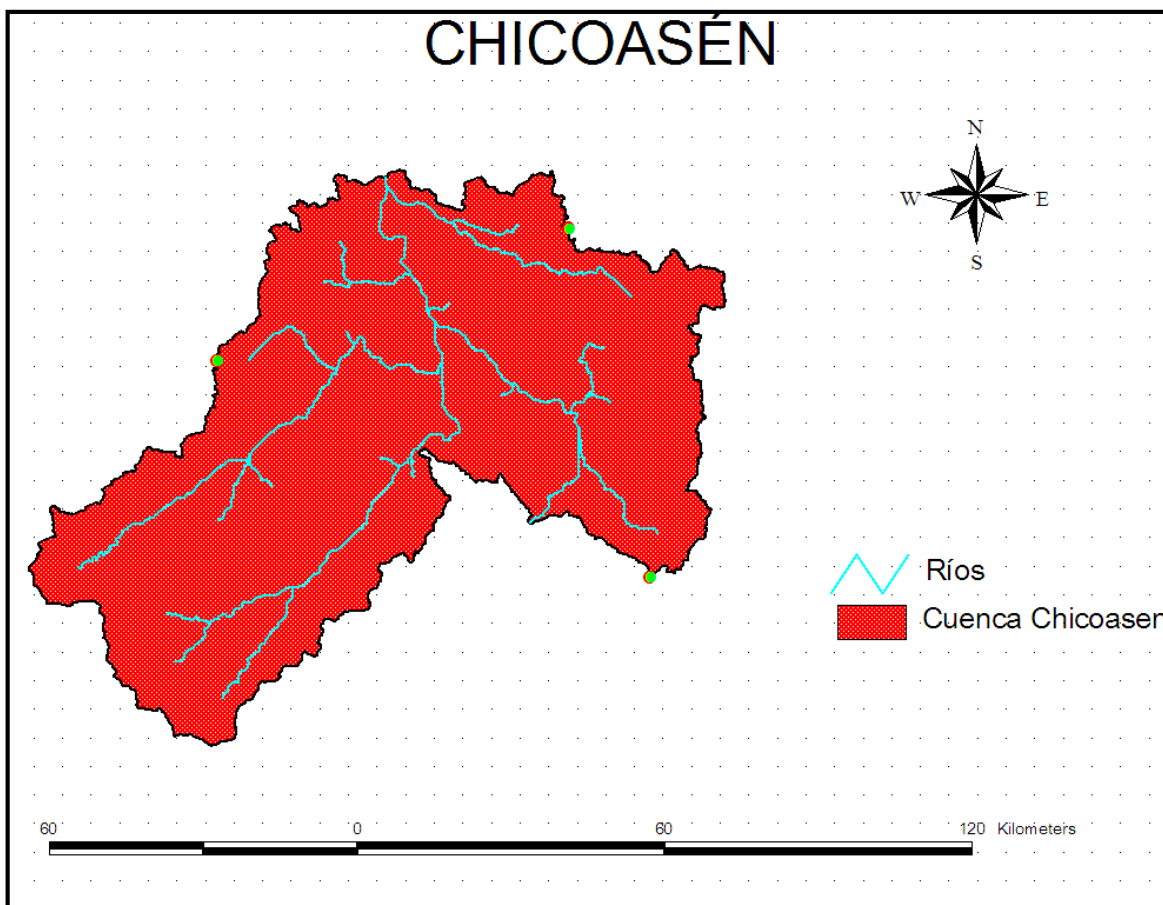 CHICOASÉN
N
W E
S
Ríos
Cuenca Chicoasen
60 0 60 120 Kilometers